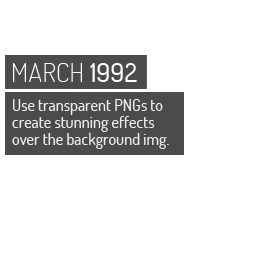 MARCH 1992
Use transparent PNGs to
create stunning effects
over the background img.